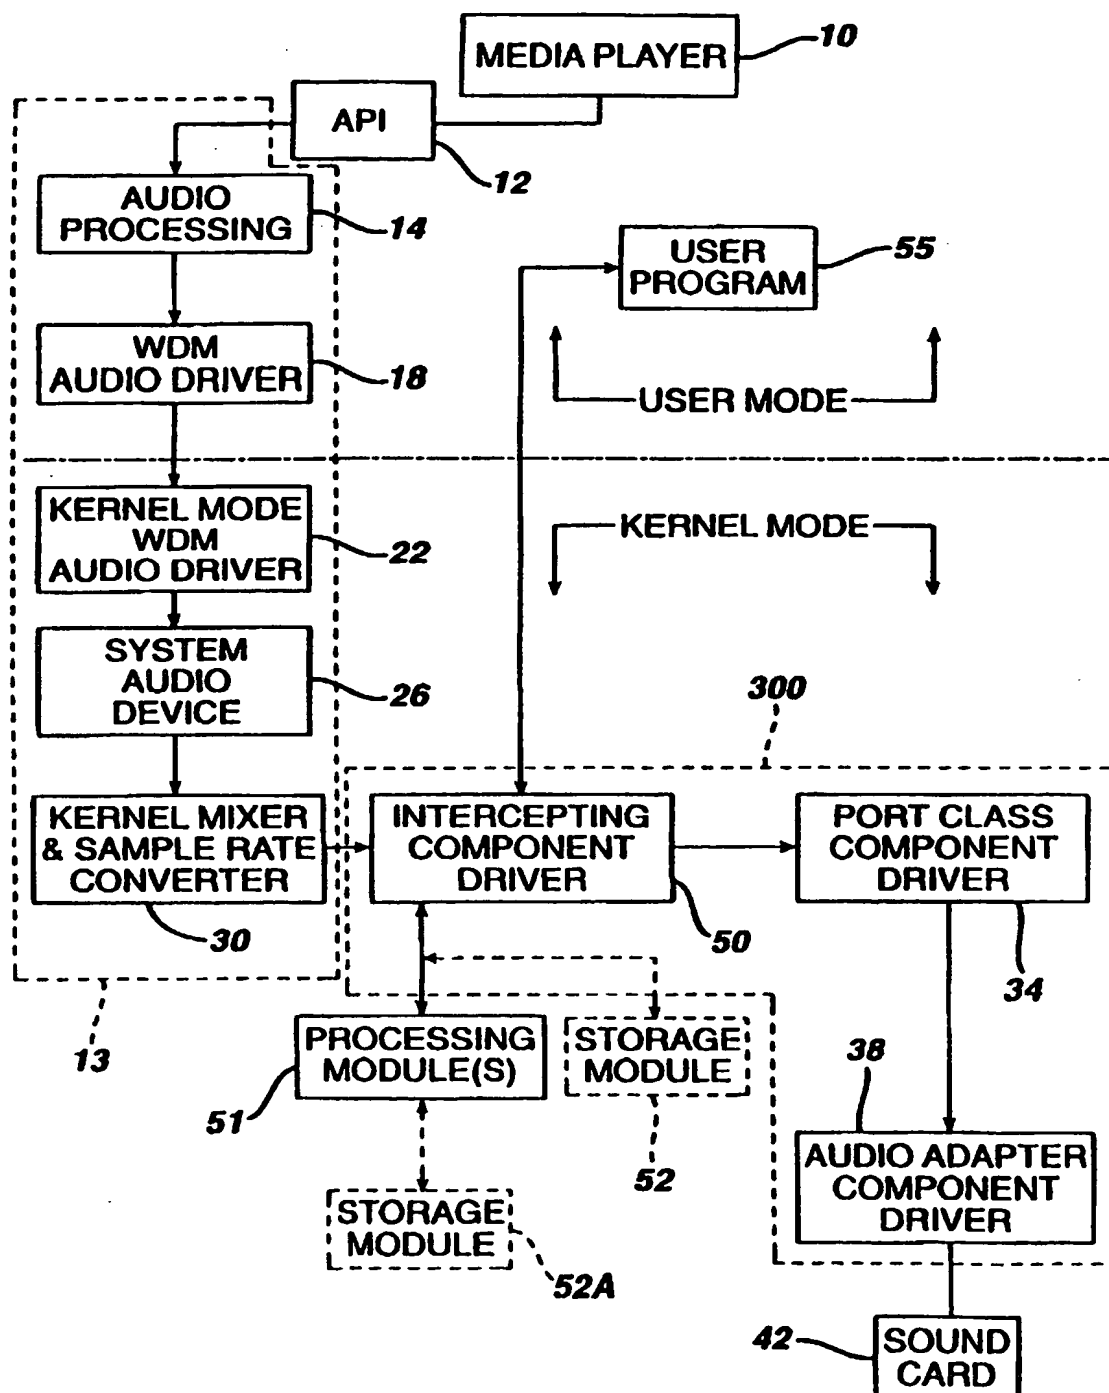 MEDIA PLAYER
10
API
12
AUDIO
PROCESSING
14
USER
PROGRAM
55
WDM
AUDIO DRIVER
18
USER MODE
KERNEL MODE
WDM
AUDIO DRIVER
22
KERNEL MODE
SYSTEM
AUDIO
DEVICE
26
300
KERNEL MIXER
& SAMPLE RATE
CONVERTER
30
INTERCEPTING
COMPONENT
DRIVER
50
PORT CLASS
COMPONENT
DRIVER
34
13
PROCESSING
MODULE(S)
51
STORAGE
MODULE
52
38
AUDIO ADAPTER
COMPONENT
DRIVER
STORAGE
MODULE
52A
42
SOUND
CARD